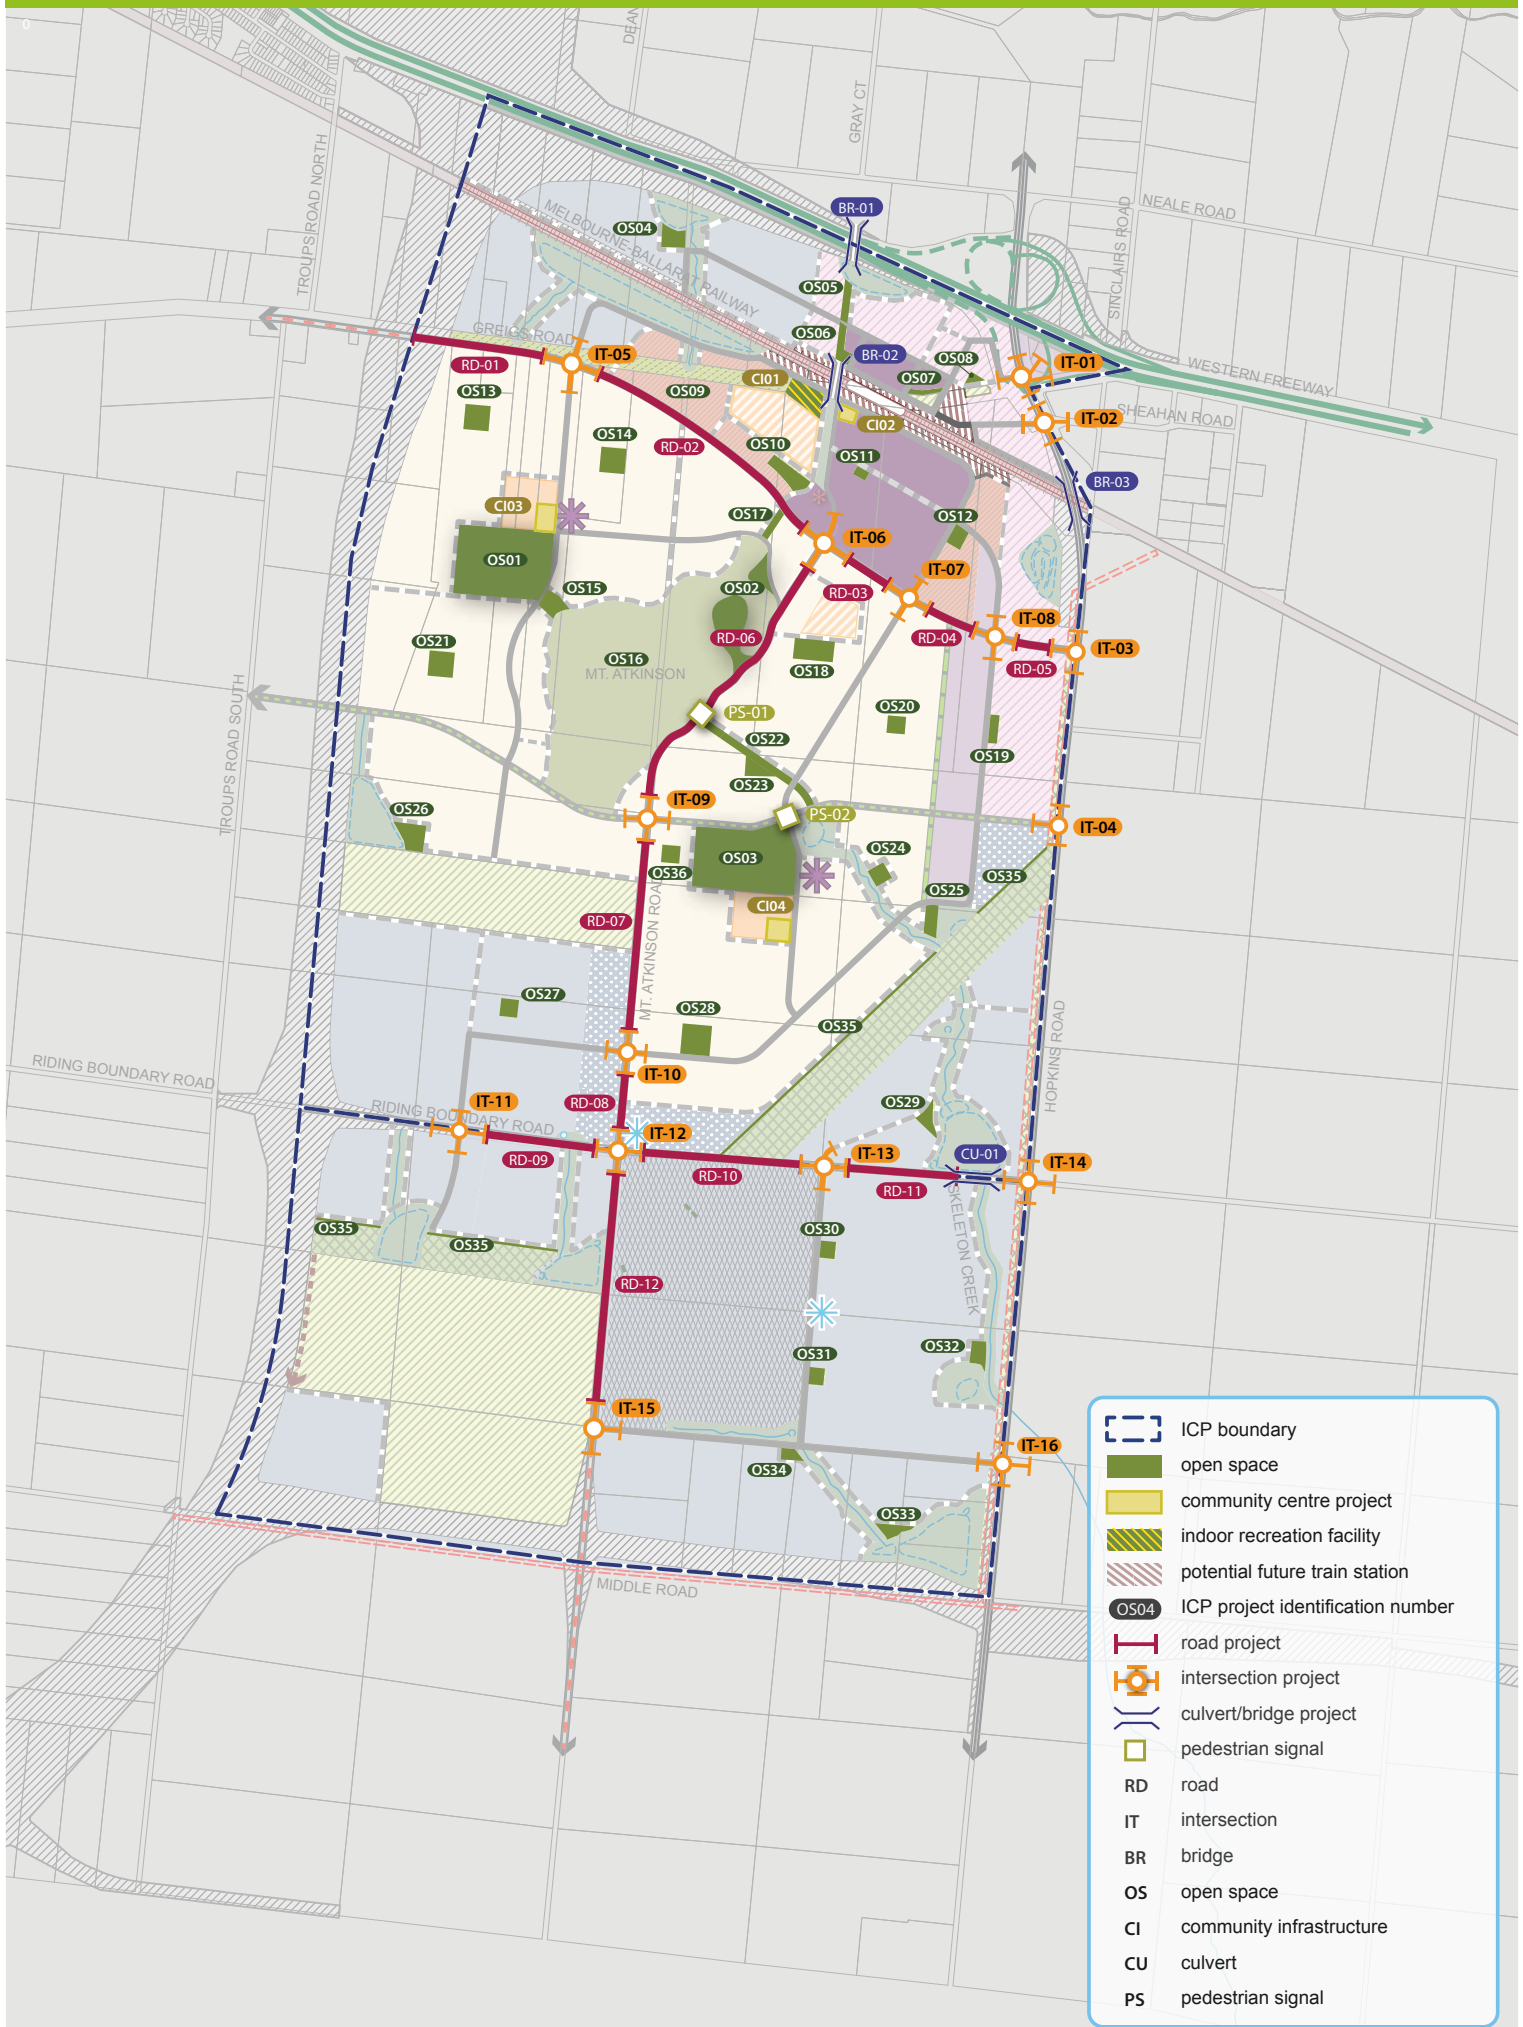 0
DEAN
GRAY CT
TROUPS ROAD NORTH
NEALE ROAD
SINCLAIRS ROAD
BR-01
OS04
MELBOURNE-BALLARAT RAILWAY
OS05
OS06
GREIGS ROAD
IT-05
RD-01
BR-02
OS08
IT-01
WESTERN FREEWAY
OS07
CI01
OS13
OS09
SHEAHAN ROAD
IT-02
CI02
OS14
RD-02
OS10
OS11
BR-03
CI03
OS17
OS12
IT-06
OS01
IT-07
OS15
OS02
RD-03
IT-08
OS21
RD-06
RD-04
IT-03
OS16
RD-05
MT. ATKINSON
OS18
TROUPS ROAD SOUTH
PS-01
OS20
OS22
OS19
OS23
IT-09
OS26
PS-02
IT-04
OS03
OS24
OS36
OS35
OS25
CI04
RD-07
MT. ATKINSON ROAD
OS27
OS28
OS35
HOPKINS ROAD
RIDING BOUNDARY ROAD
IT-10
IT-11
RD-08
OS29
RIDING BOUNDARY ROAD
IT-12
IT-13
CU-01
RD-09
IT-14
RD-10
RD-11
SKELETON CREEK
OS35
OS30
OS35
RD-12
OS32
OS31
IT-15
IT-16
OS34
OS33
MIDDLE ROAD
ICP boundary
open space
community centre project
indoor recreation facility
potential future train station
OS04 ICP project identification number
road project
intersection project
culvert/bridge project
pedestrian signal
RD road
IT intersection
BR bridge
OS open space
CI community infrastructure
CU culvert
PS pedestrian signal